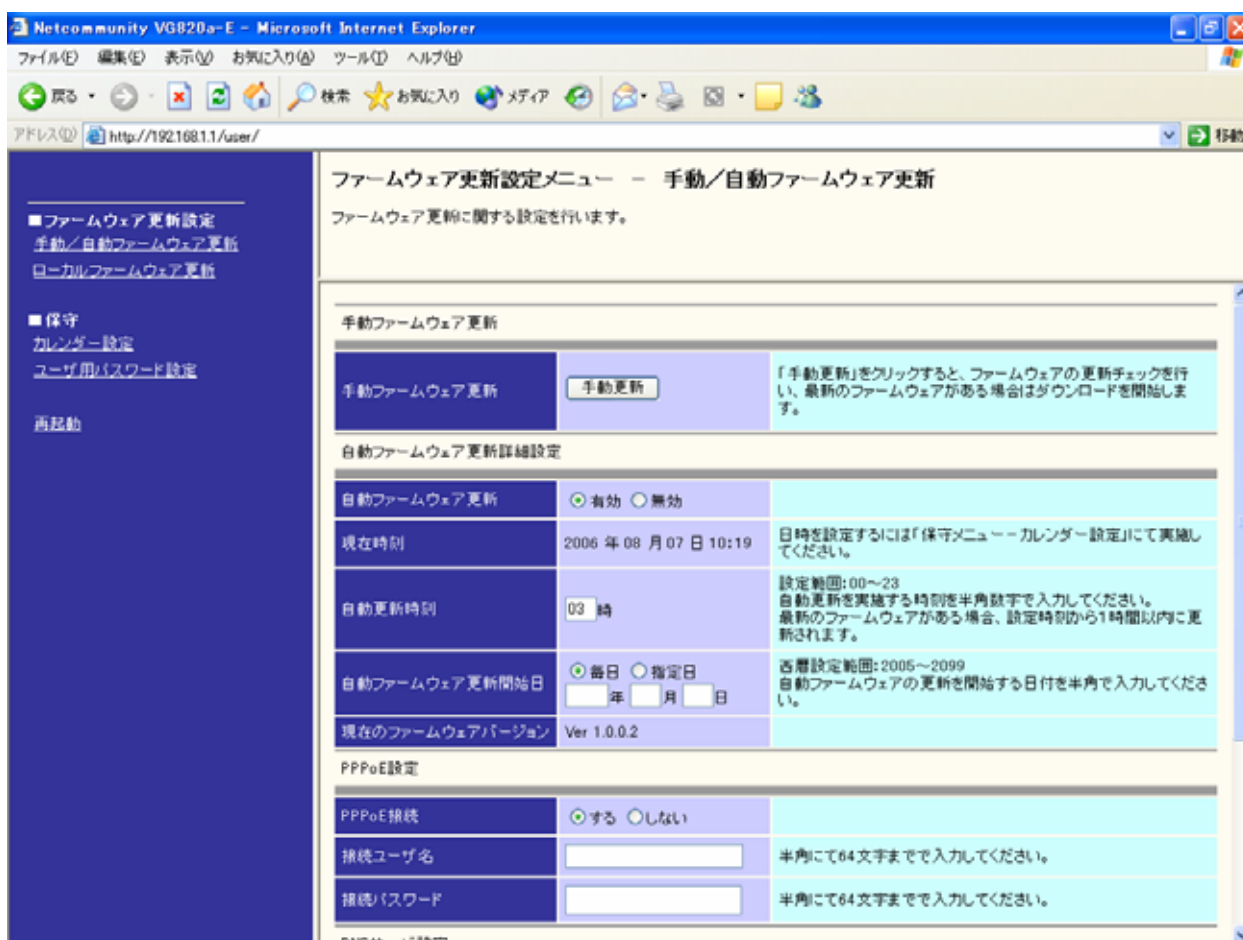 Netcommunity VG820a-E - Microsoft Internet Explorer
ファイル(F) 編集(E) 表示(V) お気に入り(A) ツール(T) ヘルプ(H)
戻る 検索 お気に入り メディア
アドレス(D) http://192.168.1.1/user/ 移動
■ファームウェア更新設定
手動/自動ファームウェア更新
ローカルファームウェア更新
■保守
カレンダー設定
ユーザ用パスワード設定
再起動
ファームウェア更新設定メニュー - 手動/自動ファームウェア更新
ファームウェア更新に関する設定を行います。
手動ファームウェア更新
手動ファームウェア更新 手動更新
「手動更新」をクリックすると、ファームウェアの更新チェックを行
い、最新のファームウェアがある場合はダウンロードを開始しま
す。
自動ファームウェア更新詳細設定
自動ファームウェア更新 有効 無効
現在時刻 2006 年 08 月 07 日 10:19
日時を設定するには「保守メニュー-カレンダー設定」にて実施し
てください。
自動更新時刻 03 時
設定範囲:00~23
自動更新を実施する時刻を半角数字で入力してください。
最新のファームウェアがある場合、設定時刻から1時間以内に更
新されます。
自動ファームウェア更新開始日 毎日 指定日
年 月 日
西暦設定範囲:2005~2099
自動ファームウェアの更新を開始する日付を半角で入力してくださ
い。
現在のファームウェアバージョン Ver 1.0.0.2
PPPoE設定
PPPoE接続 する しない
接続ユーザ名 半角にて64文字までで入力してください。
接続パスワード 半角にて64文字までで入力してください。